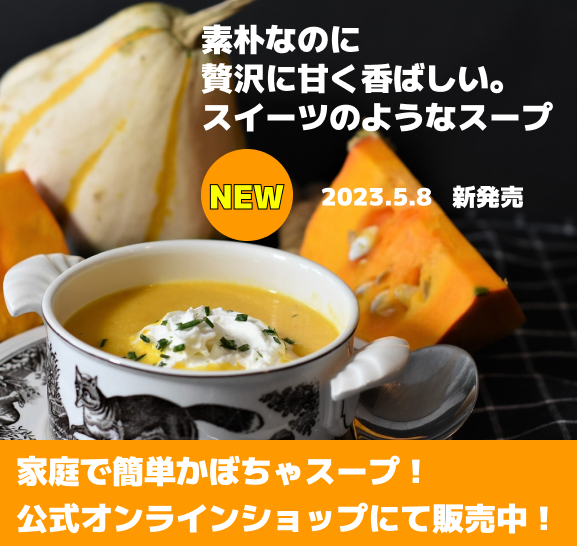 素朴なのに
贅沢に甘く香ばしい。
スイーツのようなスープ
NEW
2023.5.8 新発売
家庭で簡単かぼちゃスープ！
公式オンラインショップにて販売中！